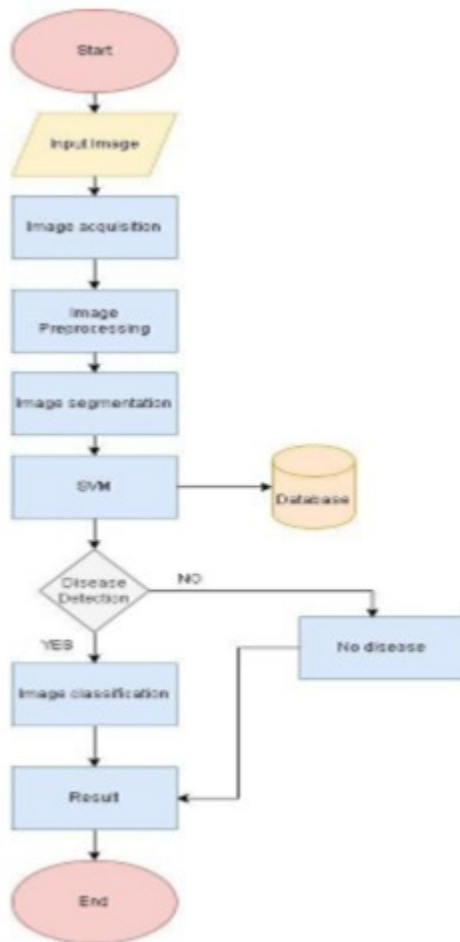 Start
Input Image
Image acquisition
Image
Preprocessing
Image segmentation
SVM
Database
Disease
Detection
NO
YES
No disease
Image classification
Result
End